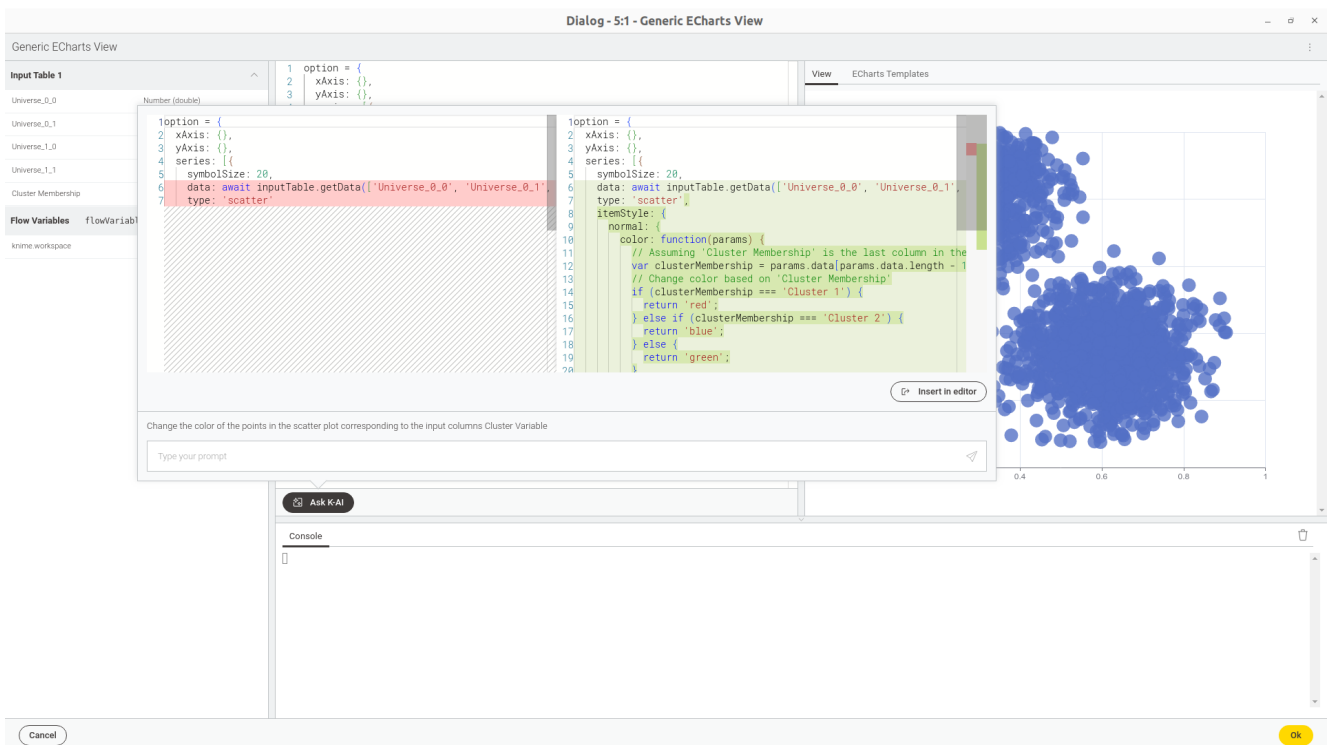 Dialog - 5:1 - Generic ECharts View
Generic ECharts View
Input Table 1
Universe_0_0 Number (double)
Universe_0_1
Universe_1_0
Universe_1_1
Cluster Membership
Flow Variables flowVariabl
knime.workspace
1 option = {
2 xAxis: {},
3 yAxis: {},
1 option = {
2 xAxis: {},
3 yAxis: {},
4 series: [{
5 symbolSize: 20,
6 data: await inputTable.getData(['Universe_0_0', 'Universe_0_1',
7 type: 'scatter'
1 option = {
2 xAxis: {},
3 yAxis: {},
4 series: [{
5 symbolSize: 20,
6 data: await inputTable.getData(['Universe_0_0', 'Universe_0_1',
7 type: 'scatter',
8 itemStyle: {
9 normal: {
10 color: function(params) {
11 // Assuming 'Cluster Membership' is the last column in the
12 var clusterMembership = params.data[params.data.length - 1
13 // Change color based on 'Cluster Membership'
14 if (clusterMembership === 'Cluster 1') {
15 return 'red';
16 } else if (clusterMembership === 'Cluster 2') {
17 return 'blue';
18 } else {
19 return 'green';
20 }
Insert in editor
Change the color of the points in the scatter plot corresponding to the input columns Cluster Variable
Type your prompt
Ask K-AI
View ECharts Templates
0.4 0.6 0.8 1
Console
Cancel
Ok